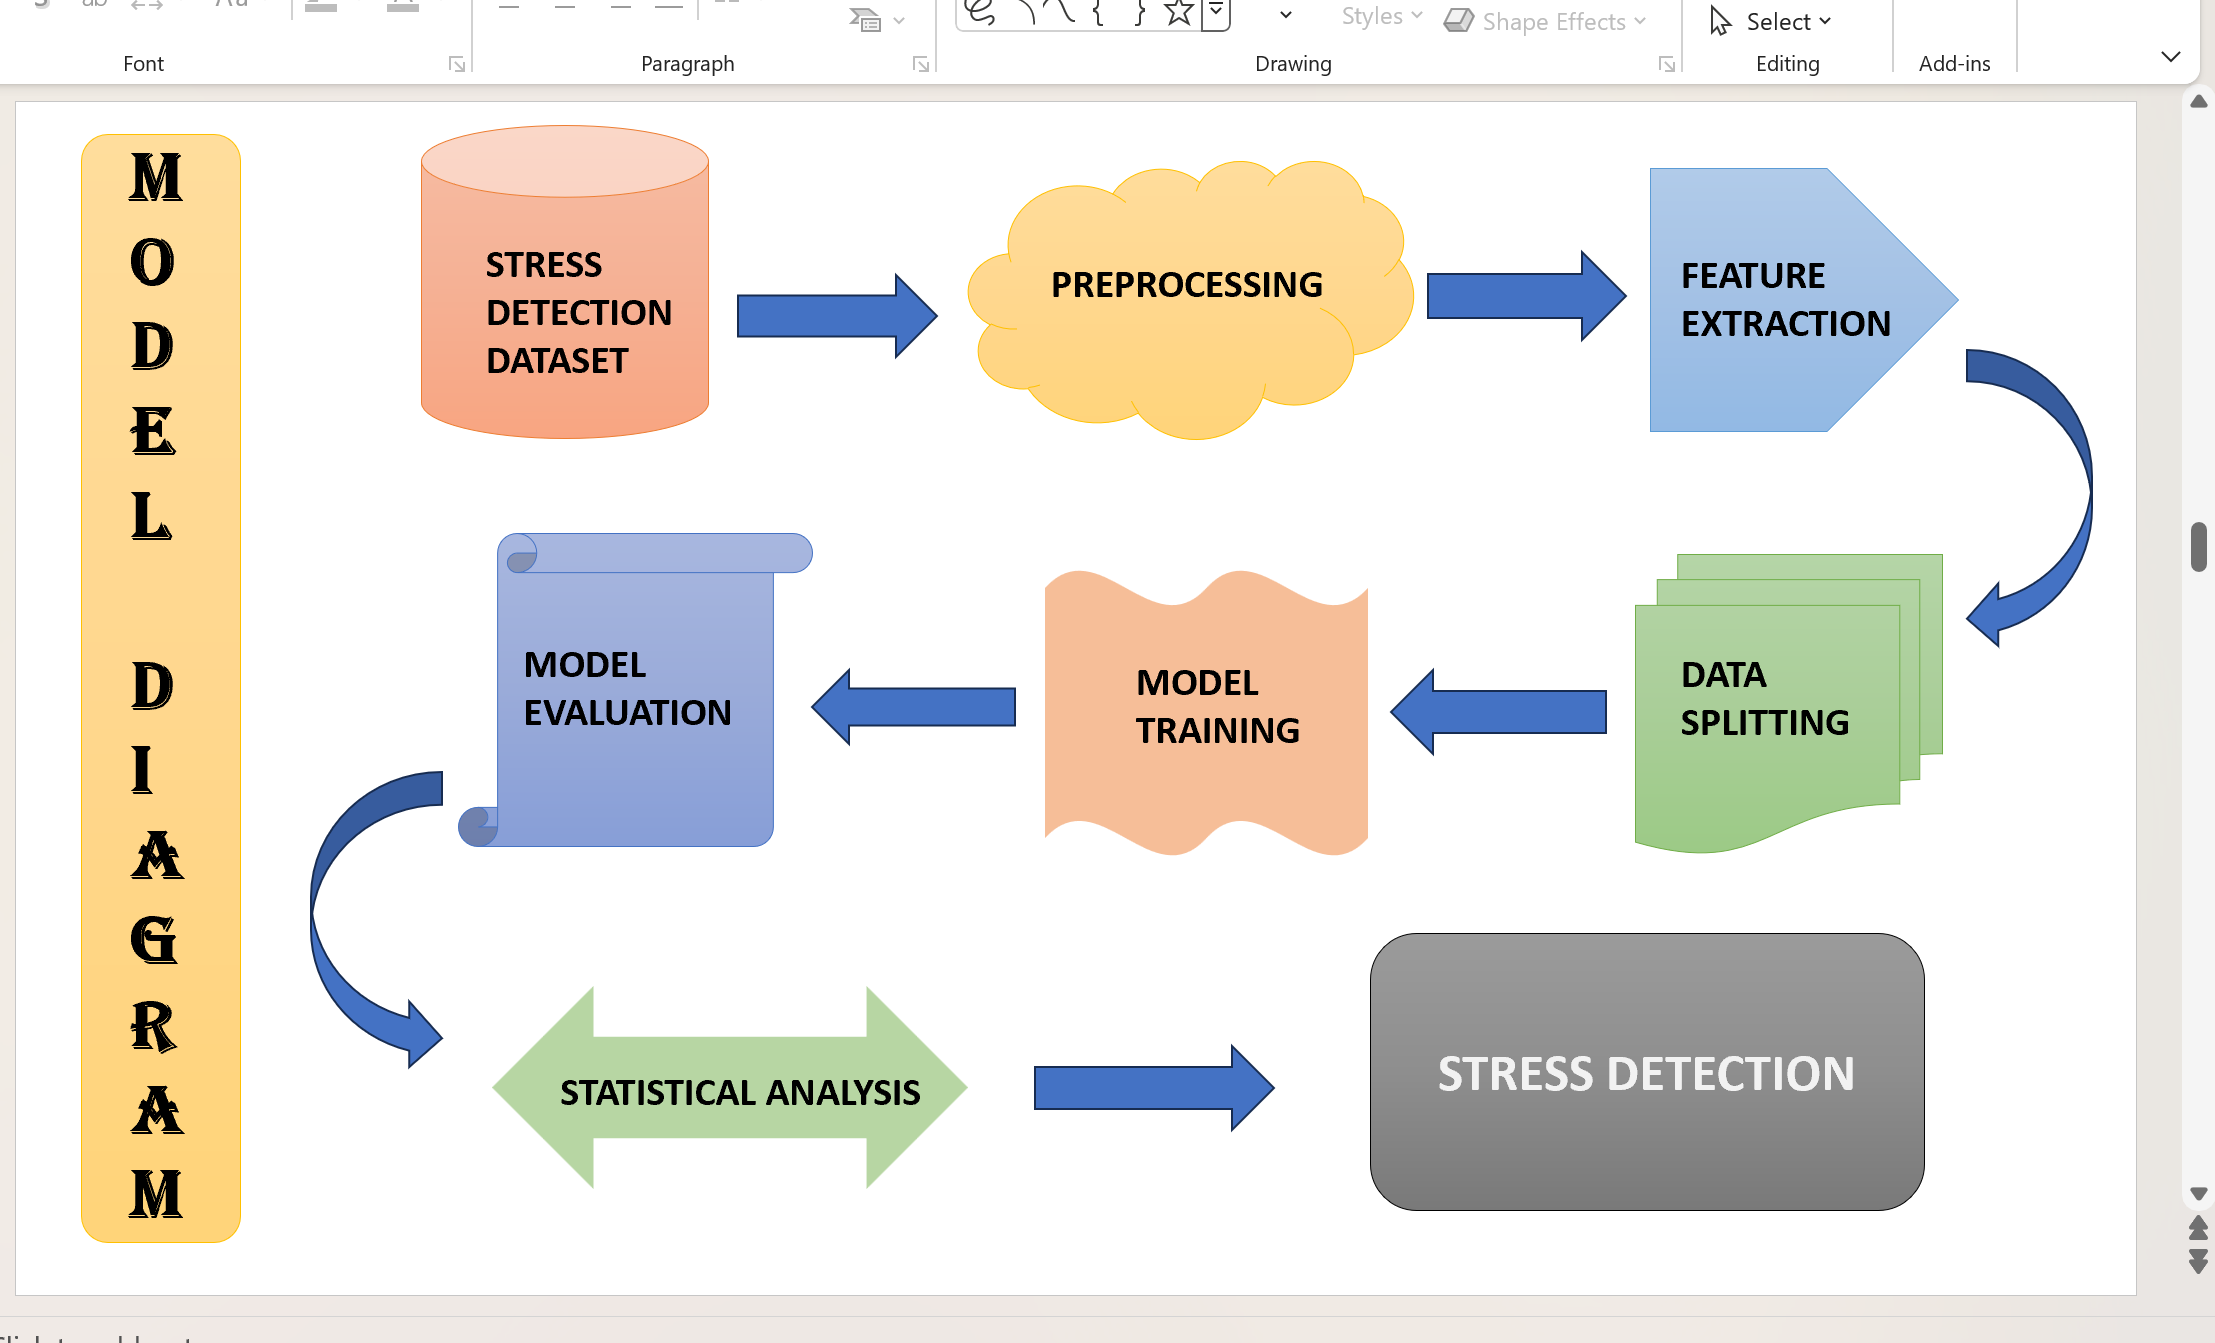 Aa
Styles
Shape Effects
Select
Font
Paragraph
Drawing
Editing
Add-ins
M
O
D
E
L
D
I
A
G
R
A
M
STRESS
DETECTION
DATASET
PREPROCESSING
FEATURE
EXTRACTION
DATA
SPLITTING
MODEL
TRAINING
MODEL
EVALUATION
STATISTICAL ANALYSIS
STRESS DETECTION